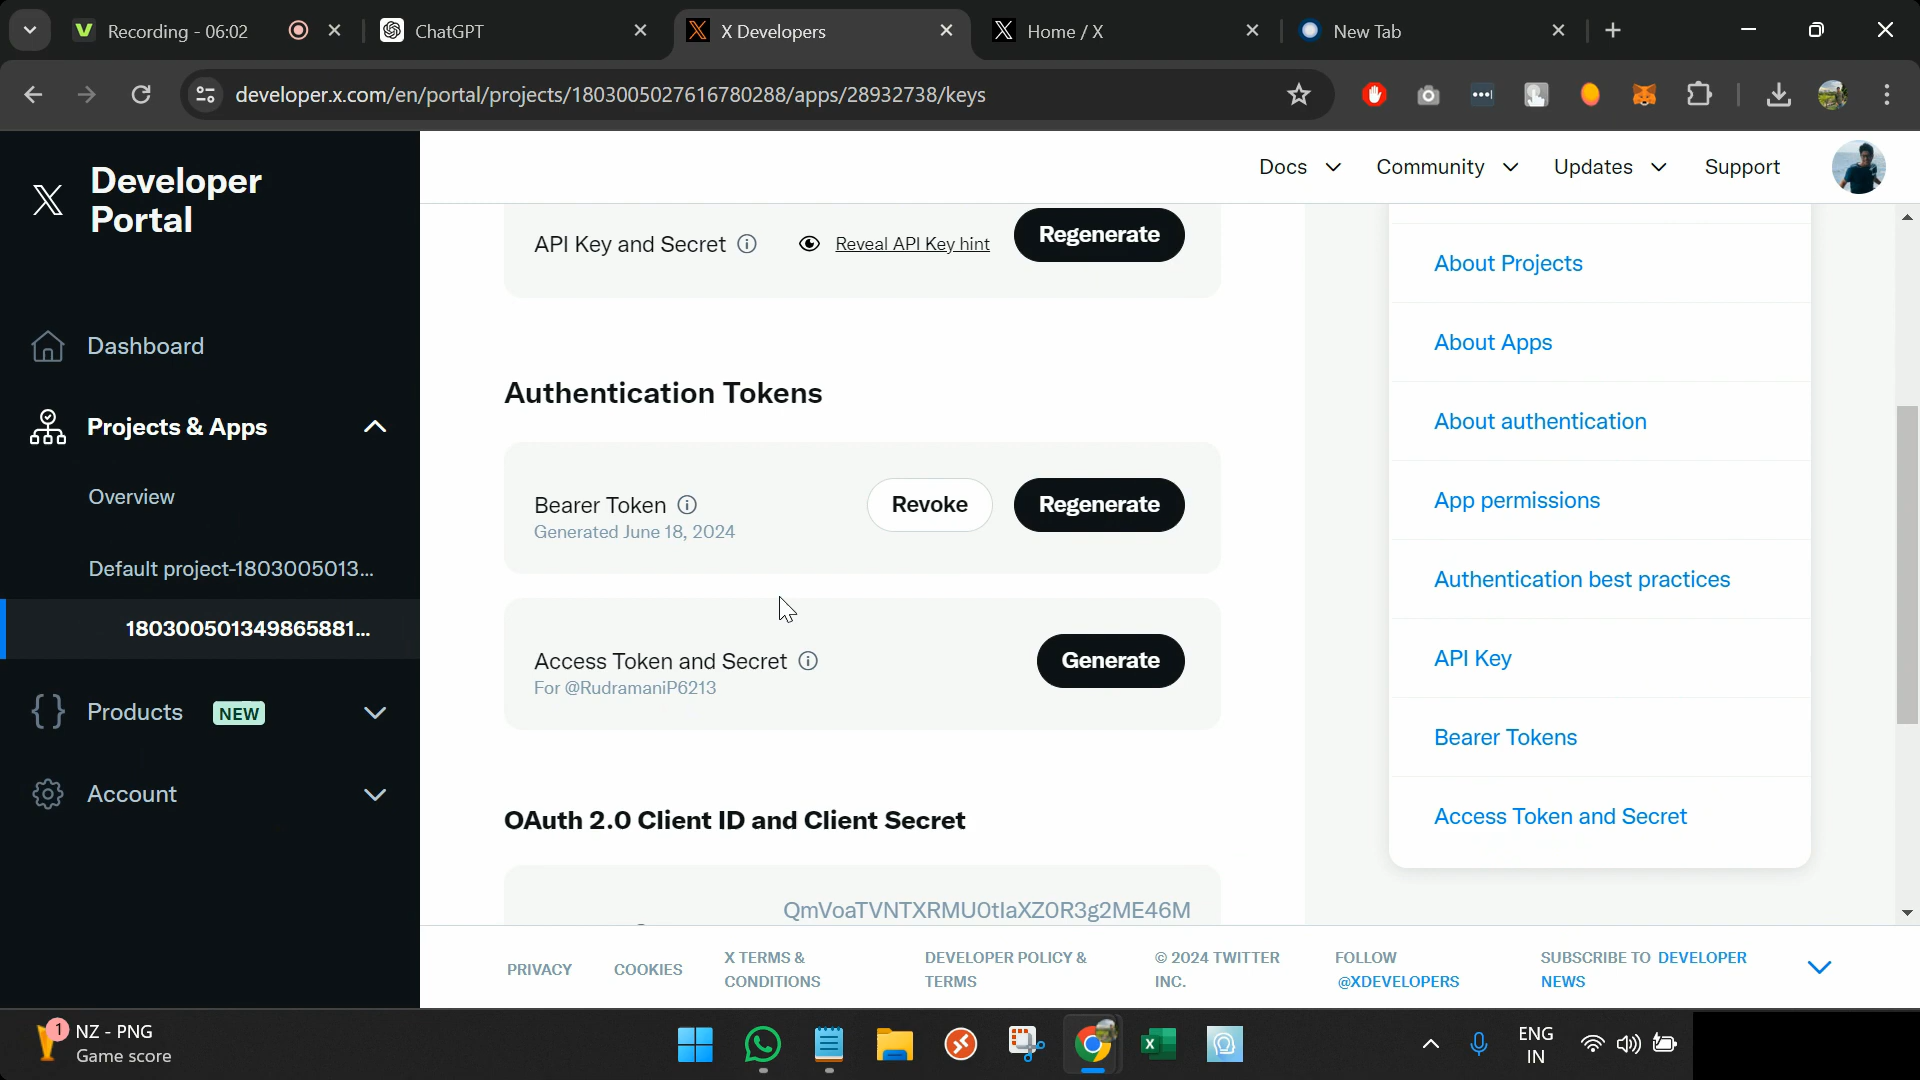 Recording - 06:02
ChatGPT
X Developers
Home / X
New Tab
developer.x.com/en/portal/projects/1803005027616780288/apps/28932738/keys
Developer
Portal
Docs
Community
Updates
Support
Dashboard
Projects & Apps
Overview
Default project-1803005013...
180300501349865881...
Products
NEW
Account
API Key and Secret
Reveal API Key hint
Regenerate
Authentication Tokens
Bearer Token
Generated June 18, 2024
Revoke
Regenerate
Access Token and Secret
For @RudramaniP6213
Generate
OAuth 2.0 Client ID and Client Secret
QmVoaTVNTXRMU0tlaXZOR3g2ME46M
About Projects
About Apps
About authentication
App permissions
Authentication best practices
API Key
Bearer Tokens
Access Token and Secret
PRIVACY
COOKIES
X TERMS &
CONDITIONS
DEVELOPER POLICY &
TERMS
© 2024 TWITTER
INC.
FOLLOW
@XDEVELOPERS
SUBSCRIBE TO DEVELOPER
NEWS
1
NZ - PNG
Game score
ENG
IN